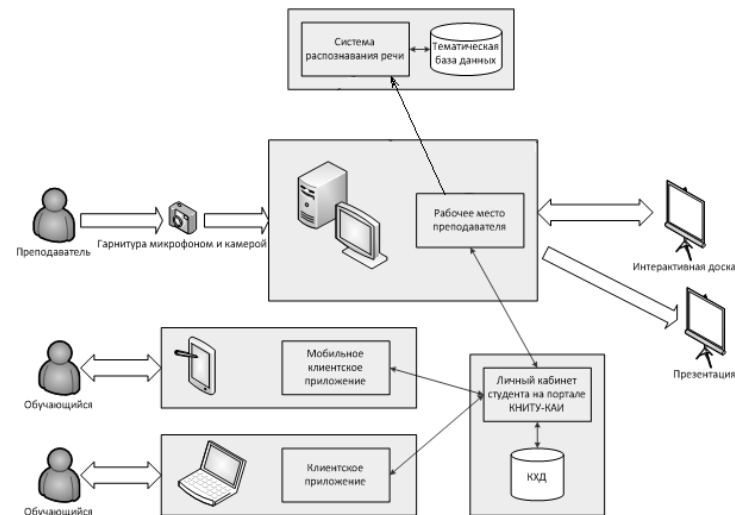 Система
распознавания речи
Тематическая
база данных
Рабочее место
преподавателя
Преподаватель
Гарнитура микрофоном и камерой
Интерактивная доска
Презентация
Мобильное
клиентское
приложение
Обучающийся
Личный кабинет
студента на портале
КНИТУ-КАИ
Клиентское
приложение
КХД
Обучающийся